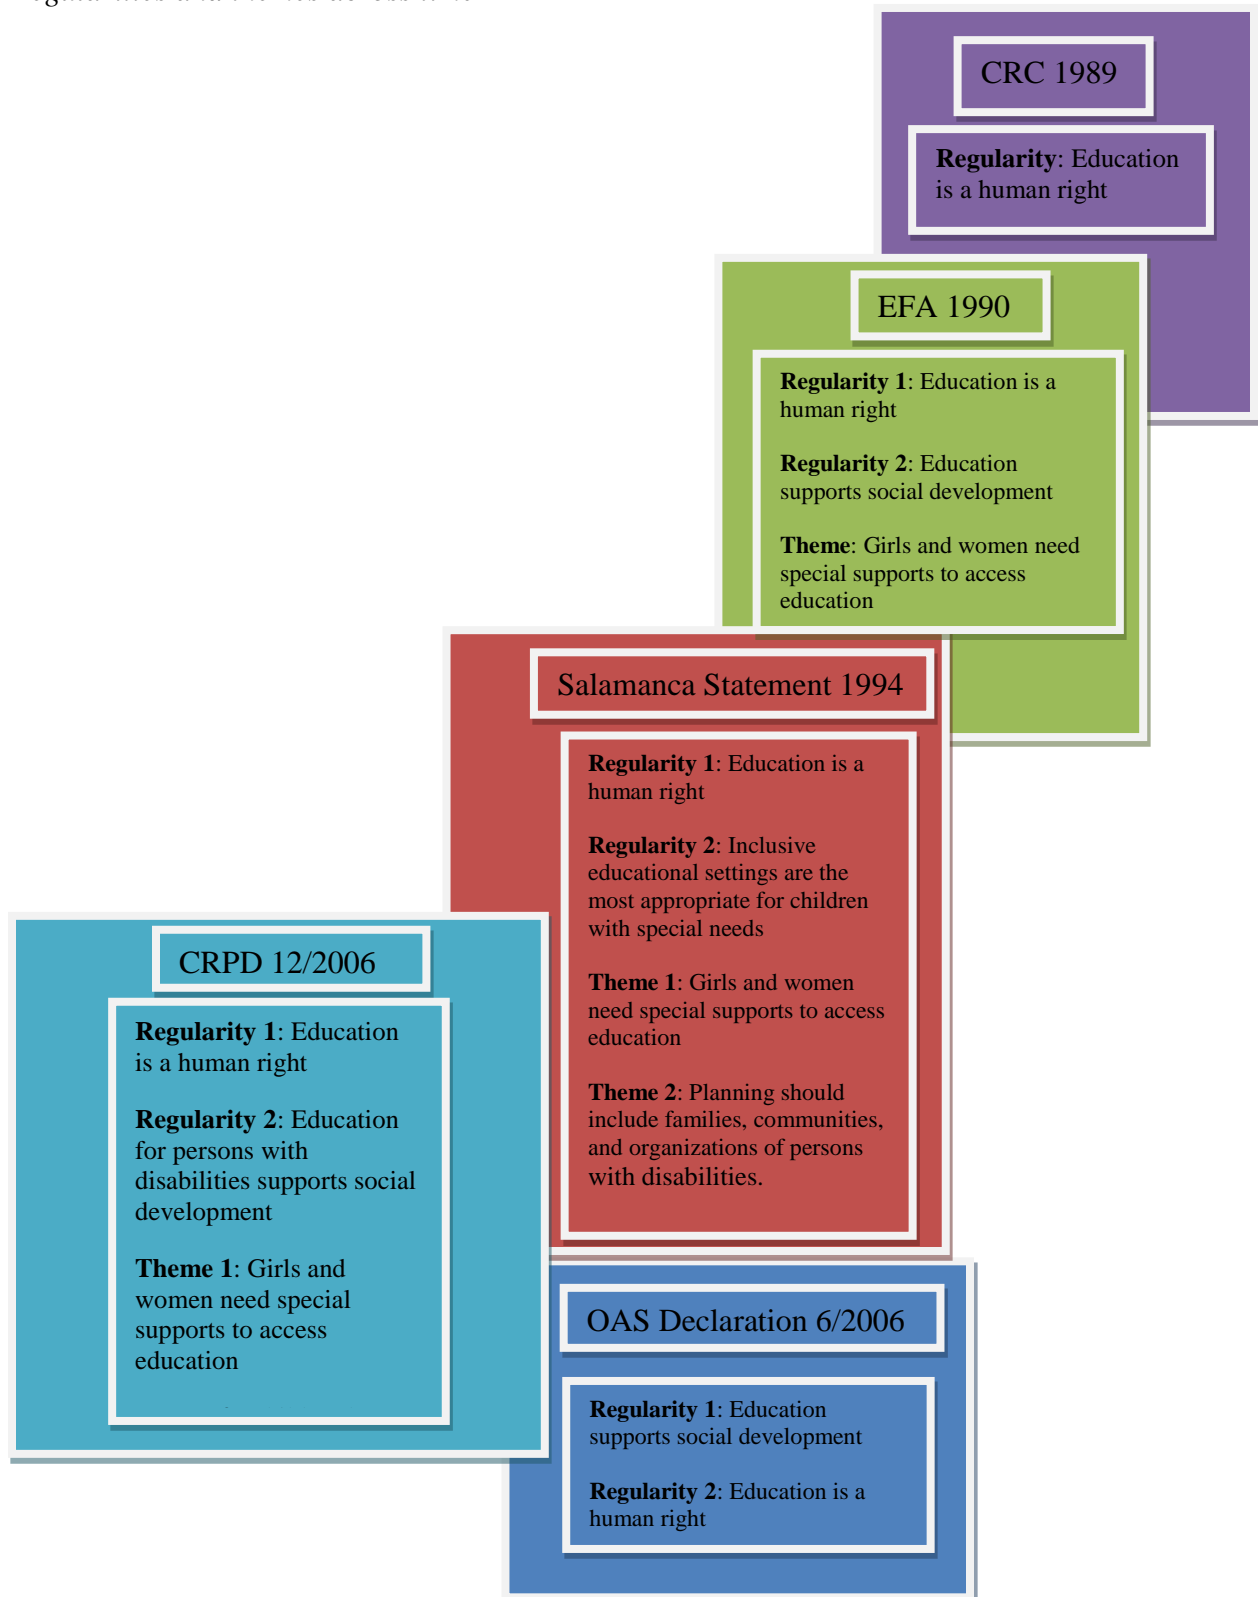 CRC 1989
Regularity: Education
is a human right
EFA 1990
Regularity 1: Education is a
human right
Regularity 2: Education
supports social development
Theme: Girls and women need
special supports to access
education
Salamanca Statement 1994
Regularity 1: Education is a
human right
Regularity 2: Inclusive
educational settings are the
most appropriate for children
with special needs
Theme 1: Girls and women
need special supports to access
education
Theme 2: Planning should
include families, communities,
and organizations of persons
with disabilities.
CRPD 12/2006
Regularity 1: Education
is a human right
Regularity 2: Education
for persons with
disabilities supports social
development
Theme 1: Girls and
women need special
supports to access
education
OAS Declaration 6/2006
Regularity 1: Education
supports social development
Regularity 2: Education is a
human right